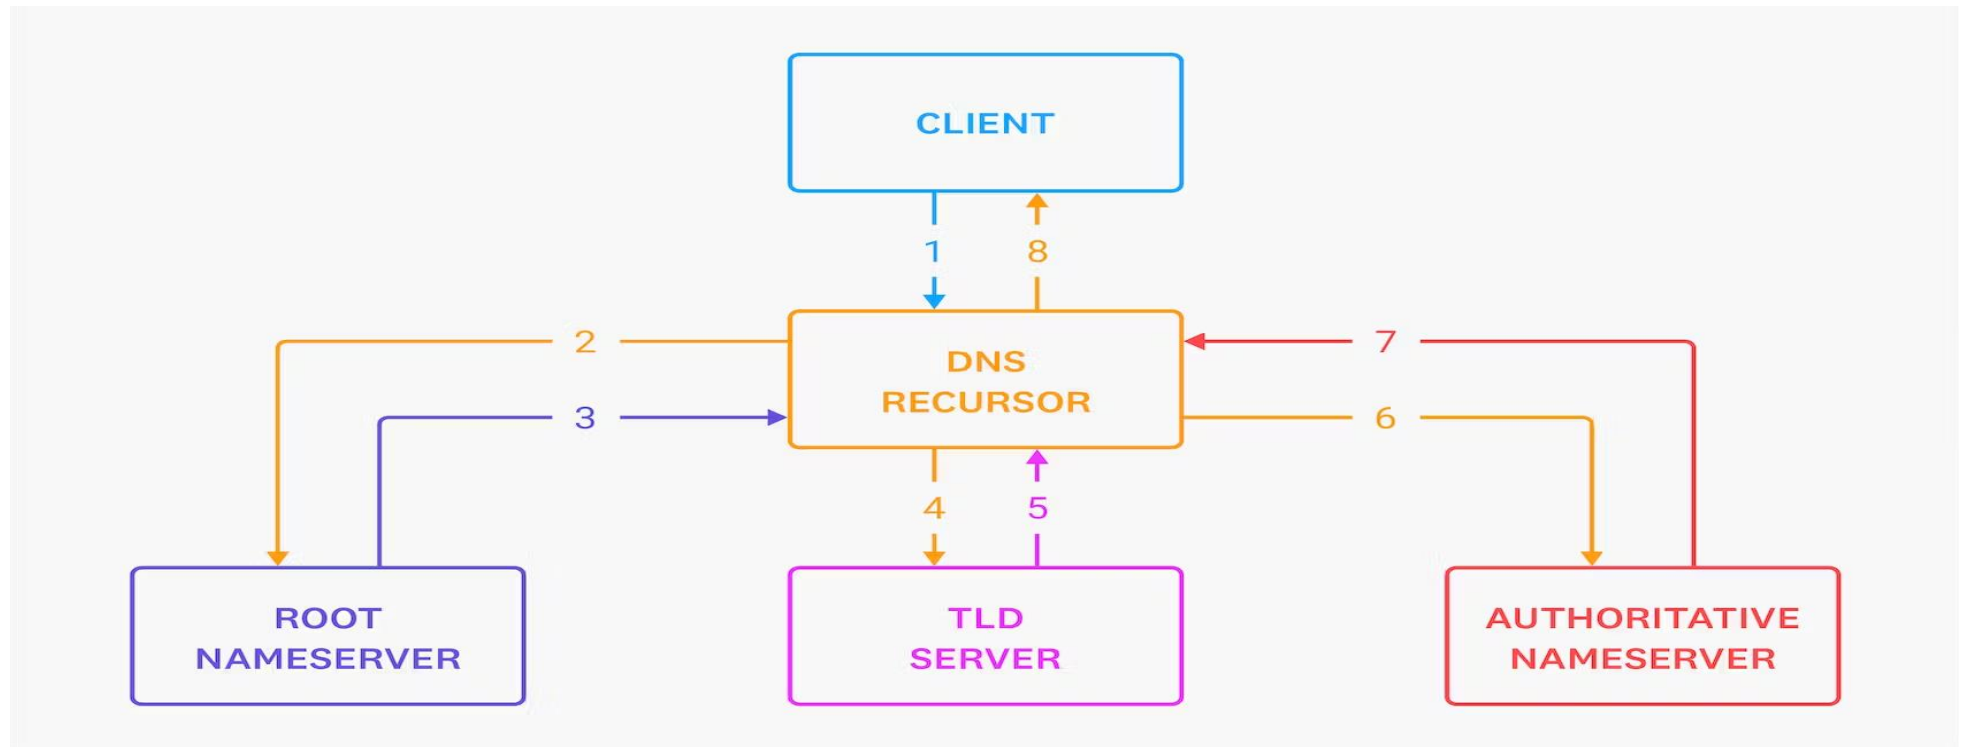 CLIENT
1
8
2
DNS
RECURSOR
7
3
6
4
5
ROOT
NAMESERVER
TLD
SERVER
AUTHORITATIVE
NAMESERVER